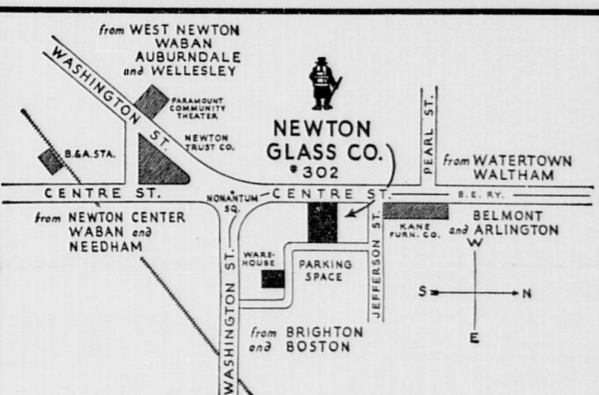 from WEST NEWTON
WABAN
AUBURNDALE
and WELLESLEY
WASHINGTON ST.
PARAMOUNT
COMMUNITY
THEATER
NEWTON
TRUST CO.
B.&A. STA.
NEWTON
GLASS CO.
#302
PEARL ST.
from WATERTOWN
WALTHAM
CENTRE ST.
NONANTUM
SQ.
CENTRE ST.
B.E. RY.
from NEWTON CENTER
WABAN and
NEEDHAM
KANE
FURN. CO.
BELMONT
and ARLINGTON
WARE-
HOUSE
PARKING
SPACE
JEFFERSON ST.
WASHINGTON ST.
W
S
N
E
from BRIGHTON
and BOSTON